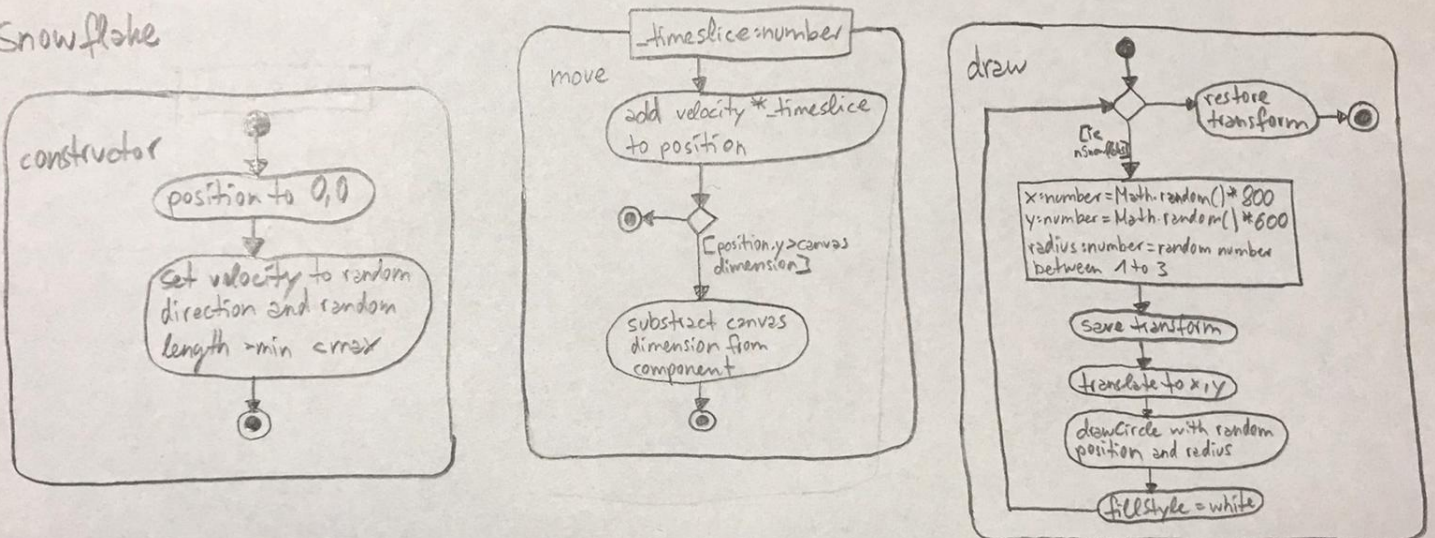 Snowflake
constructor
position to 0,0
set velocity to random
direction and random
length >min <max
_timeslice:number
move
add velocity *_timeslice
to position
[position.y>canvas
dimension]
substract canvas
dimension from
component
draw
restore
transform
x:number=Math.random()*800
y:number=Math.random()*600
radius:number=random number
between 1 to 3
save transform
translate to x,y
drawCircle with random
position and radius
fillStyle=white